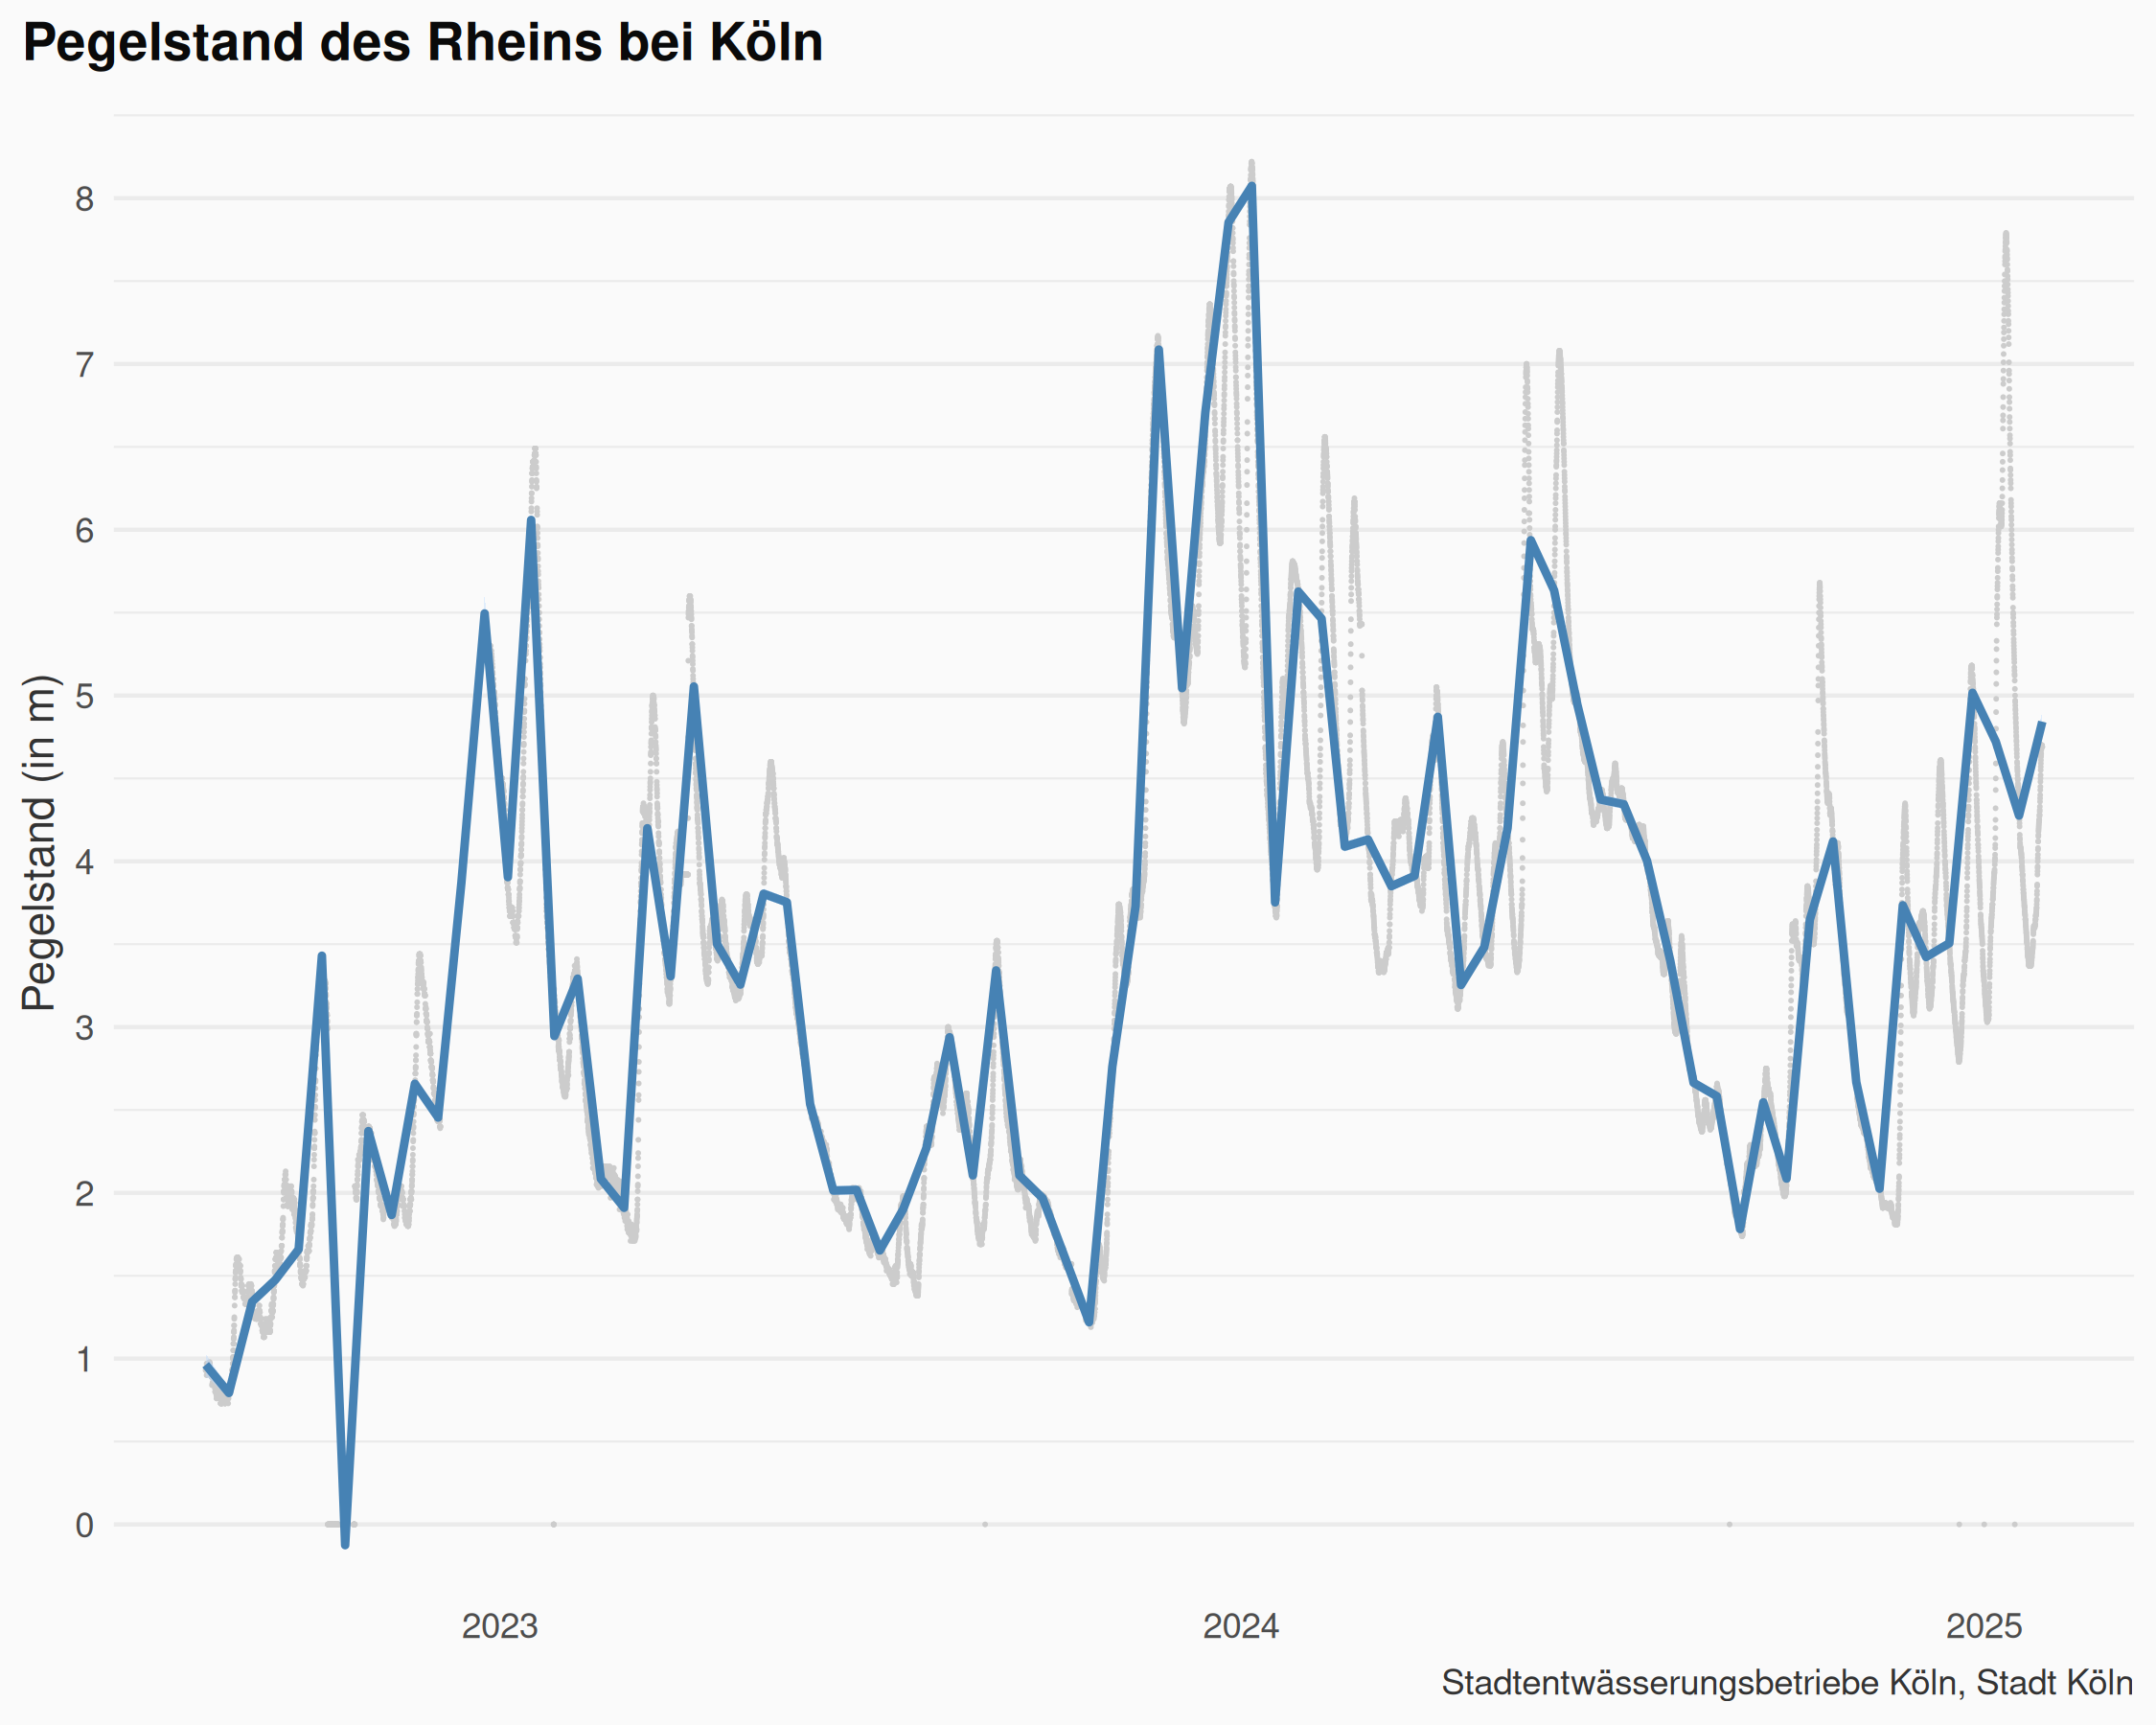 Pegelstand des Rheins bei Köln
Pegelstand (in m)
8
7
6
5
4
3
2
1
0
2023 2024 2025
Stadtentwässerungsbetriebe Köln, Stadt Köln